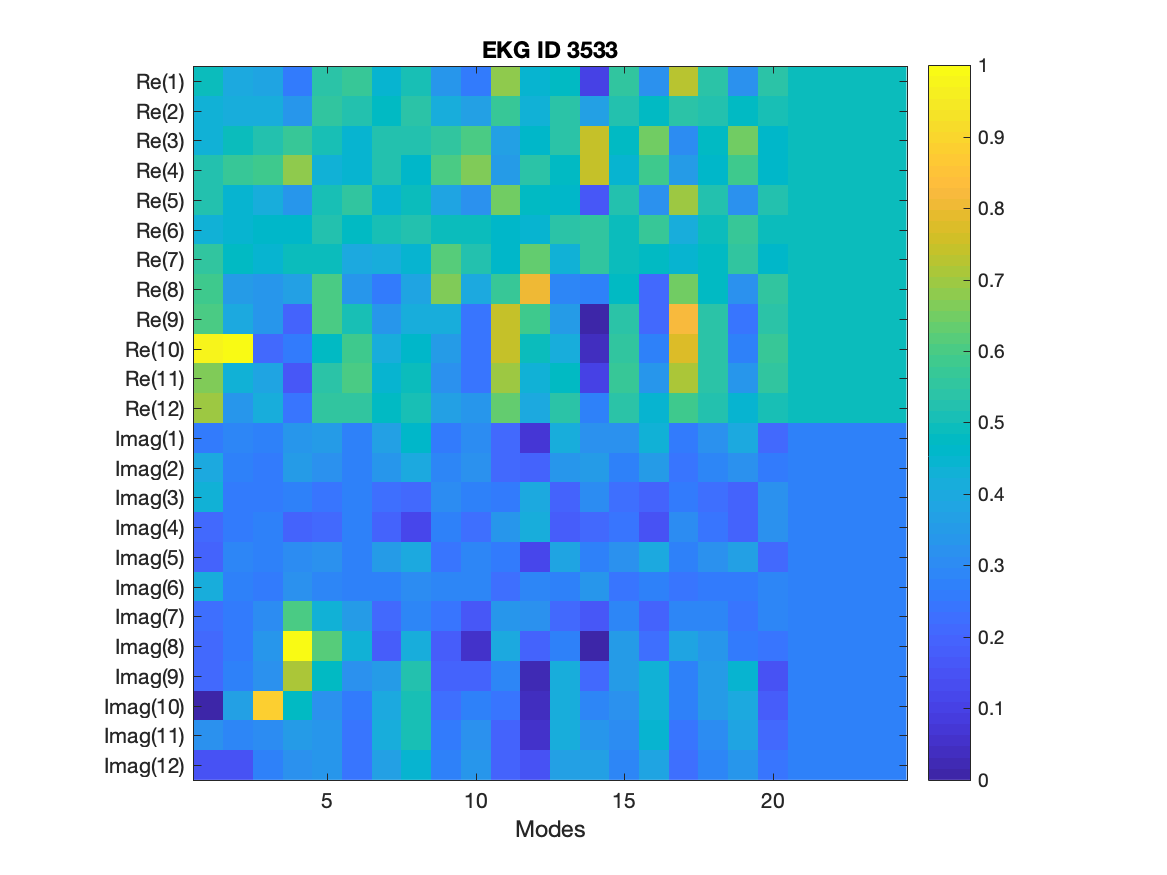 EKG ID 3533
Re(1)
Re(2)
Re(3)
Re(4)
Re(5)
Re(6)
Re(7)
Re(8)
Re(9)
Re(10)
Re(11)
Re(12)
Imag(1)
Imag(2)
Imag(3)
Imag(4)
Imag(5)
Imag(6)
Imag(7)
Imag(8)
Imag(9)
Imag(10)
Imag(11)
Imag(12)
5 10 15 20
Modes
1
0.9
0.8
0.7
0.6
0.5
0.4
0.3
0.2
0.1
0